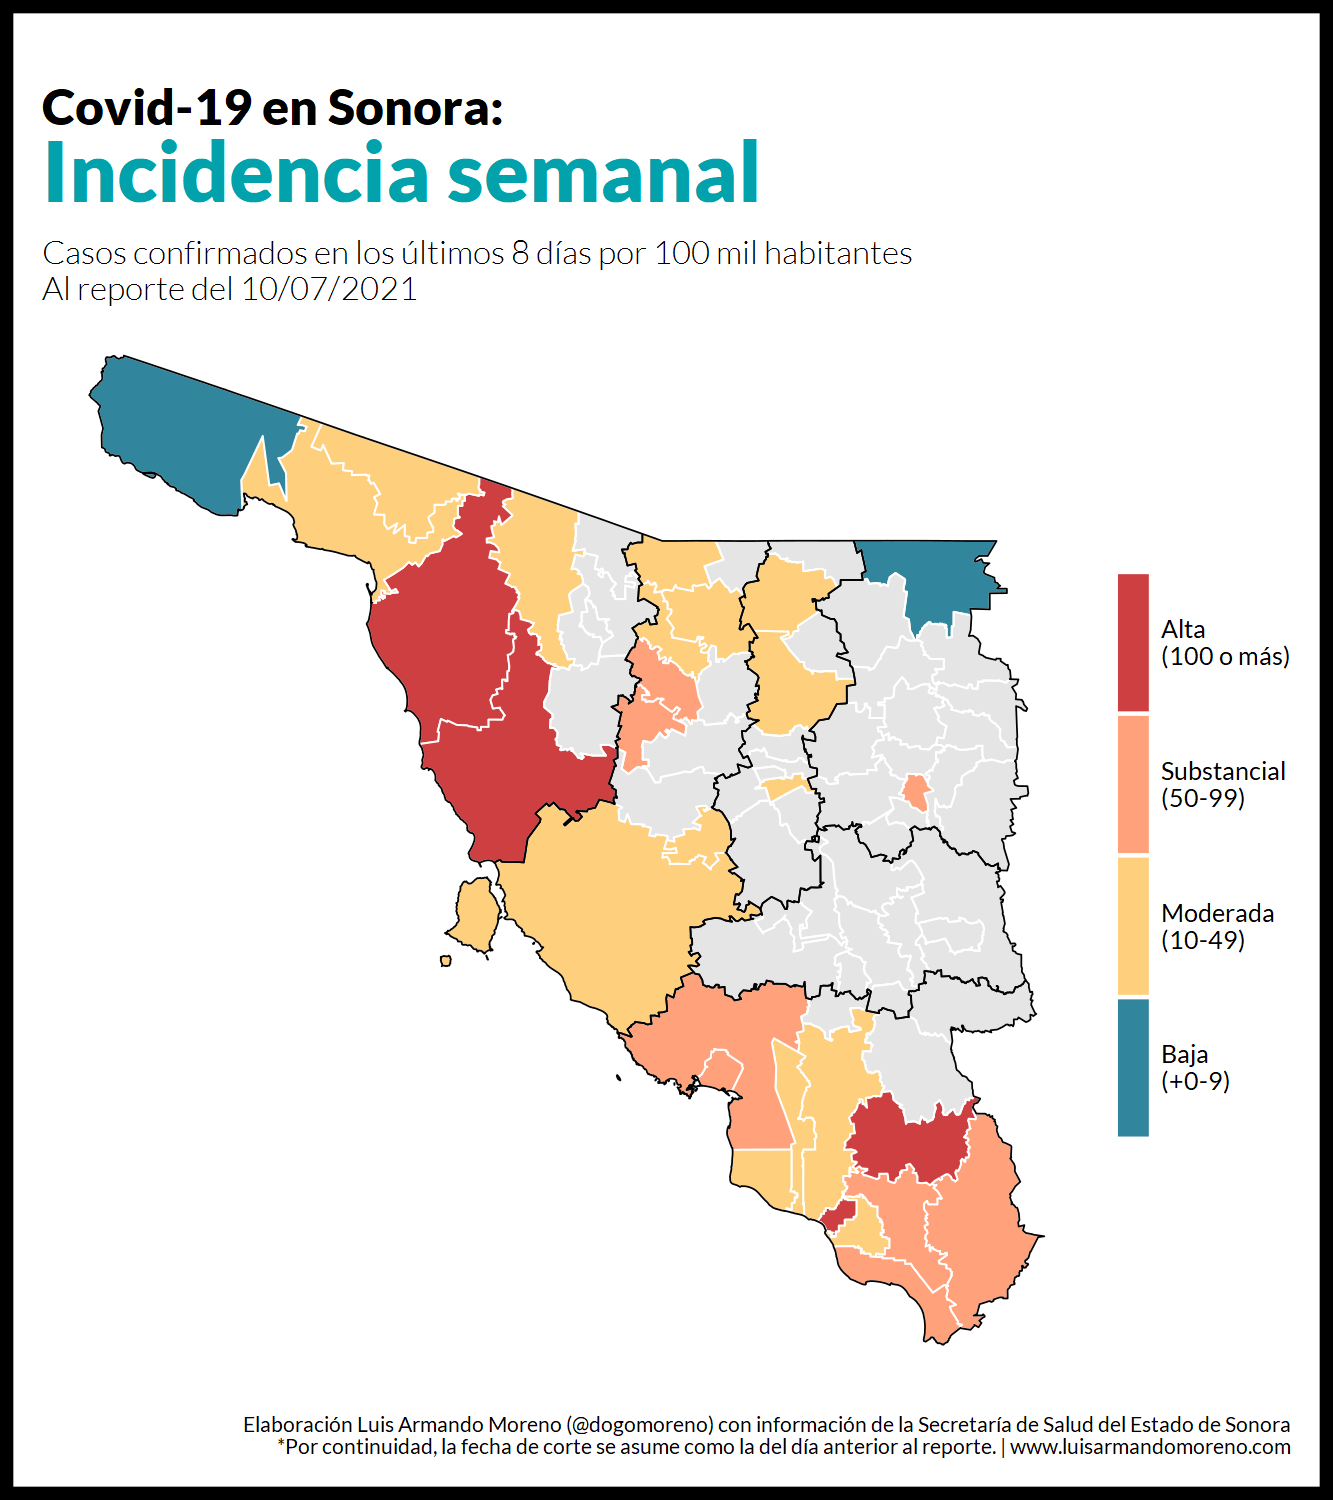 Covid-19 en Sonora:
Incidencia semanal
Casos confirmados en los últimos 8 días por 100 mil habitantes
Al reporte del 10/07/2021
Alta
(100 o más)
Substancial
(50-99)
Moderada
(10-49)
Baja
(+0-9)
Elaboración Luis Armando Moreno (@dogomoreno) con información de la Secretaría de Salud del Estado de Sonora
*Por continuidad, la fecha de corte se asume como la del día anterior al reporte. | www.luisarmandomoreno.com